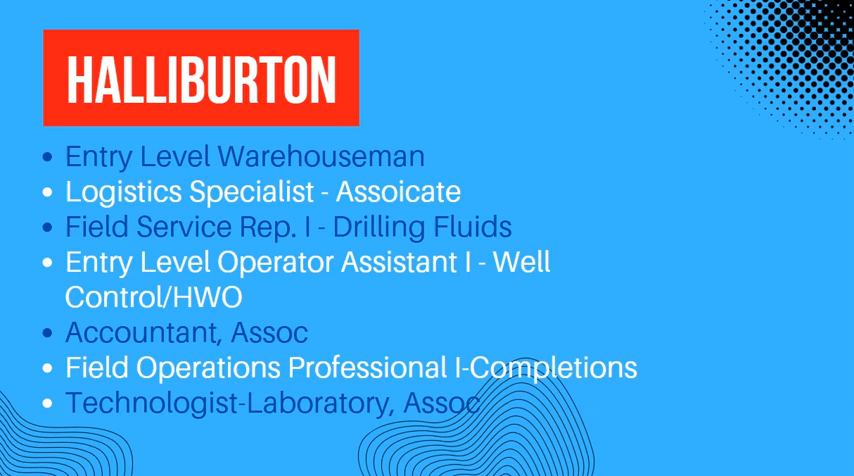 HALLIBURTON
• Entry Level Warehouseman
• Logistics Specialist - Assoicate
• Field Service Rep. I - Drilling Fluids
• Entry Level Operator Assistant I - Well
Control/HWO
• Accountant, Assoc
• Field Operations Professional I-Completions
• Technologist-Laboratory, Assoc